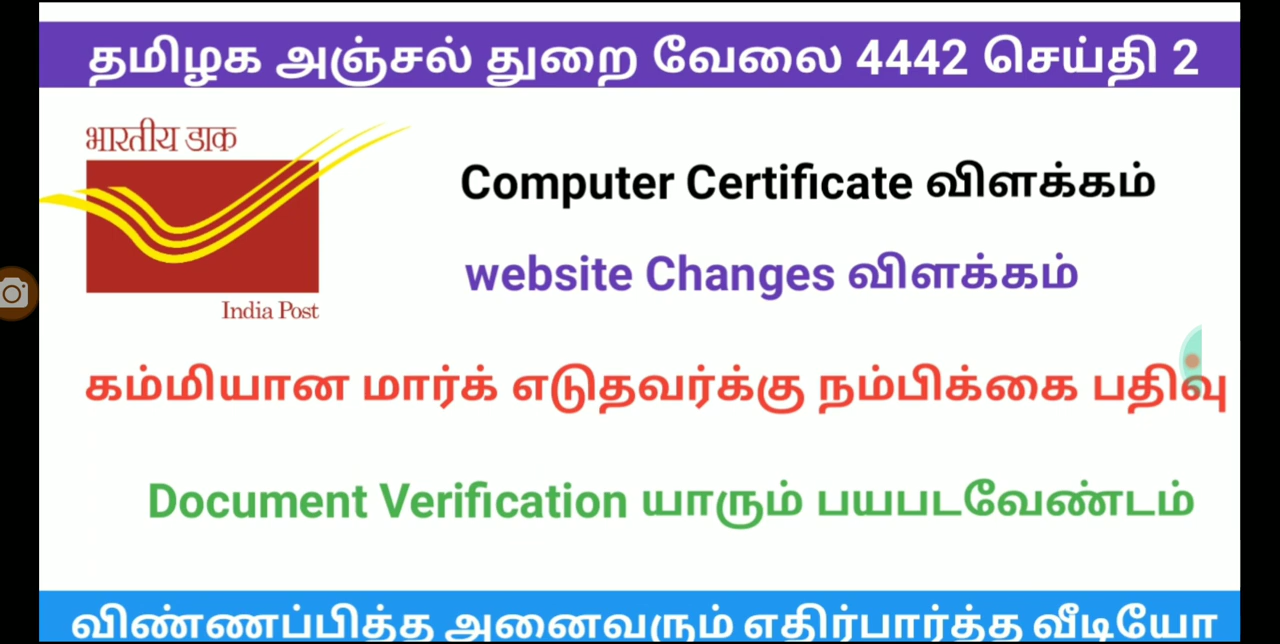 தமிழக அஞ்சல் துறை வேலை 4442 செய்தி 2
भारतीय डाक
Computer Certificate விளக்கம்
website Changes விளக்கம்
India Post
கம்மியான மார்க் எடுதவர்க்கு நம்பிக்கை பதிவு
Document Verification யாரும் பயபடவேண்டம்
விண்ணப்பித்த அனைவரும் எதிர்பார்த்த வீடியோ